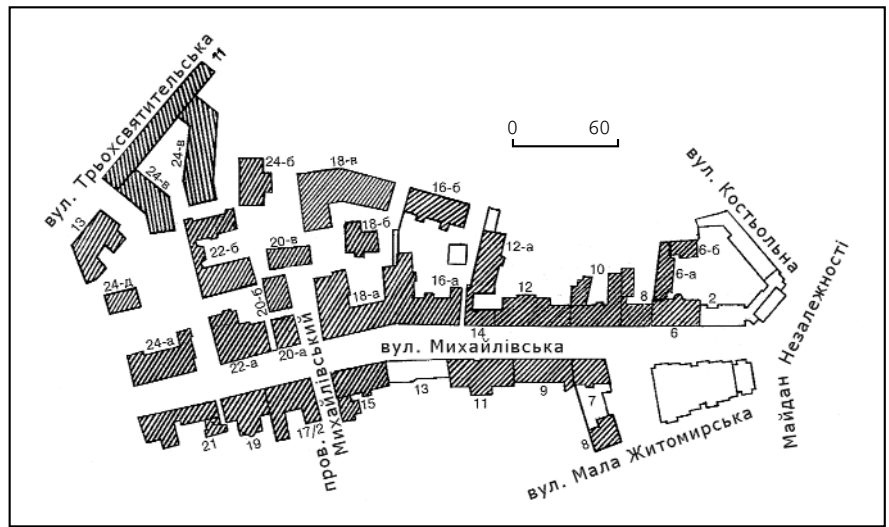 вул. Трьохсвятительська
11
24-в
24-в
24-б
18-в
16-б
13
22-б
20-в
18-б
12-а
вул. Костьольна
0 60
24-д
20-б
18-а
16-а
12
10
8
6-а
6-б
2
24-а
22-а
20-а
14
6
вул. Михайлівська
21
19
17/2
пров. Михайлівський
15
13
11
9
7
8
вул. Мала Житомирська
Майдан Незалежності